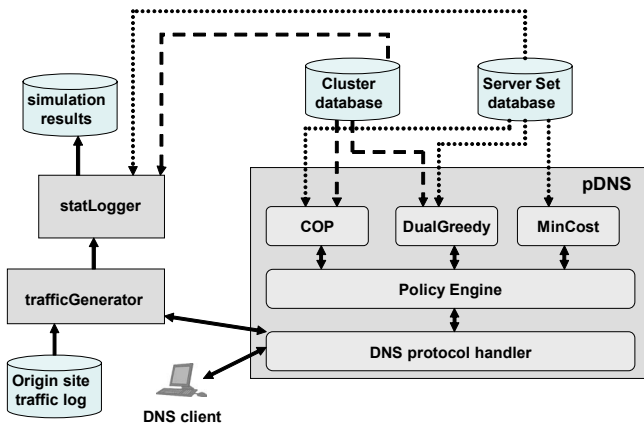 simulation
results
Cluster
database
Server Set
database
pDNS
statLogger
COP
DualGreedy
MinCost
trafficGenerator
Policy Engine
DNS protocol handler
Origin site
traffic log
DNS client